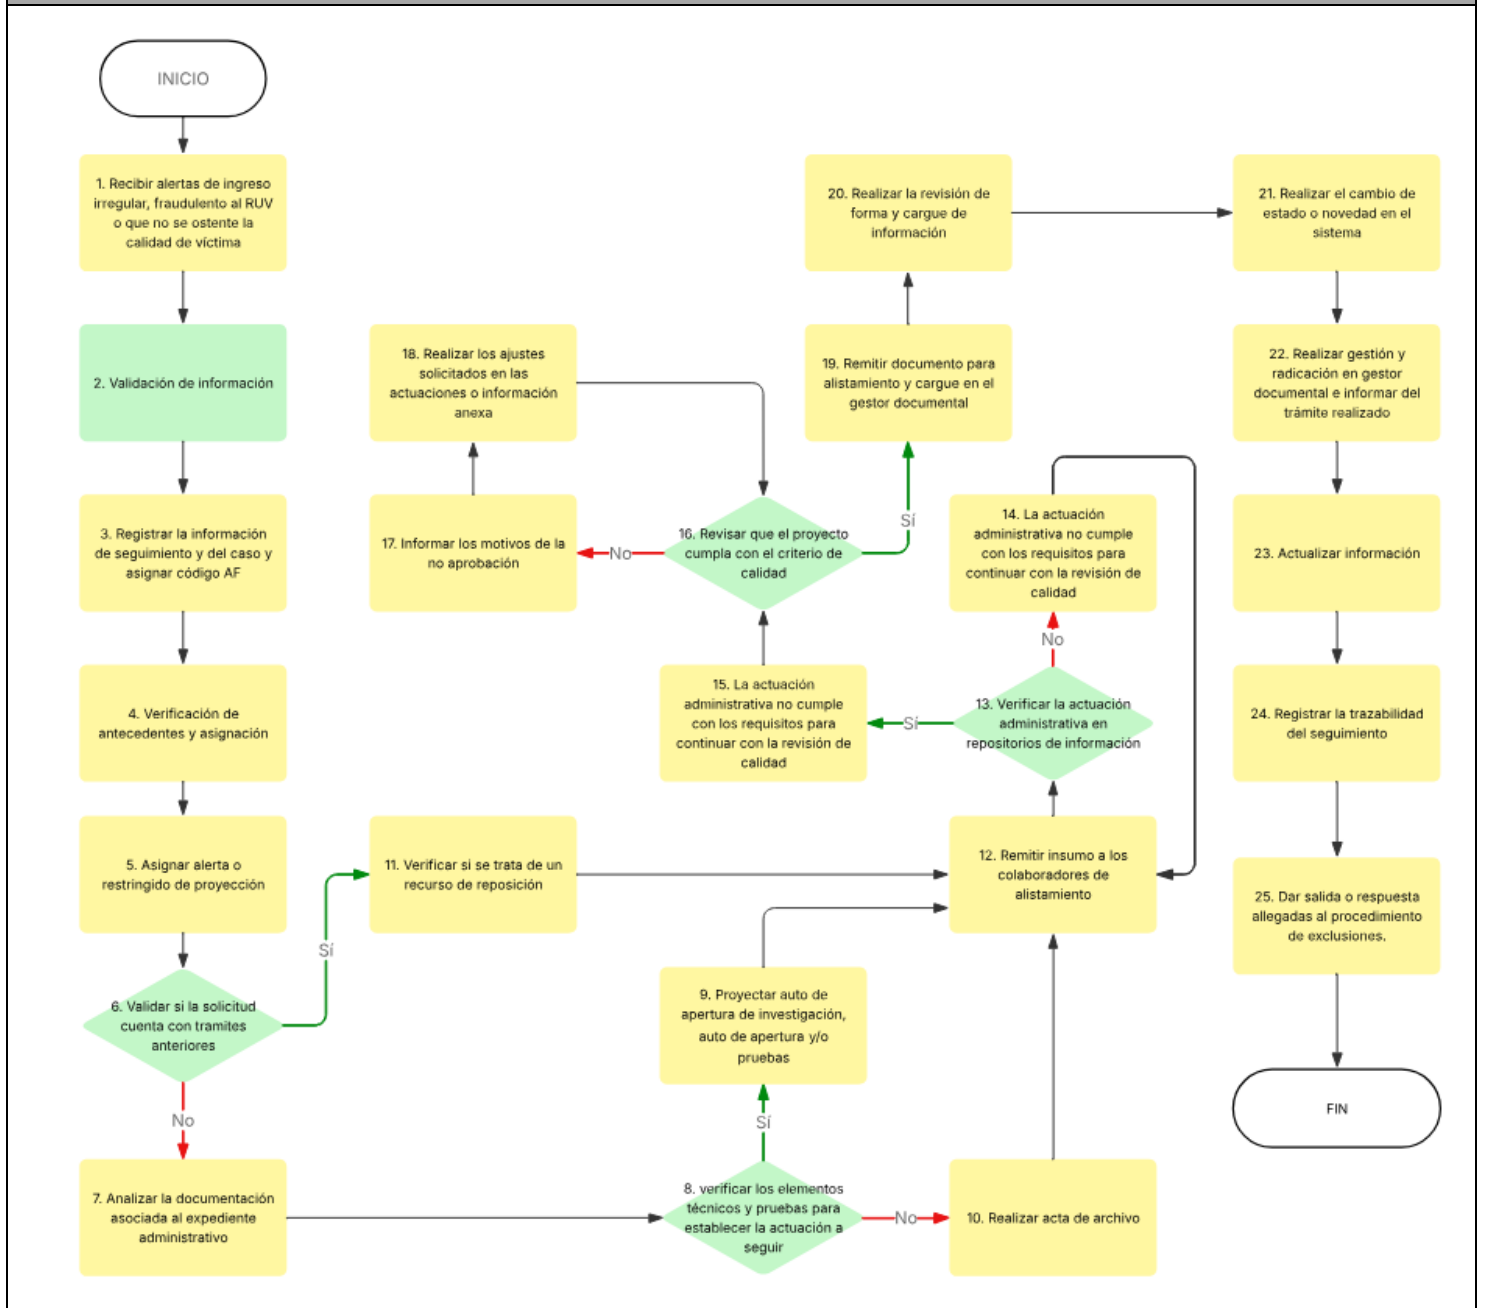 INICIO
1. Recibir alertas de ingreso
irregular, fraudulento al RUV
o que no se ostente la
calidad de víctima
2. Validación de información
3. Registrar la información
de seguimiento y del caso y
asignar código AF
4. Verificación de
antecedentes y asignación
5. Asignar alerta o
restringido de proyección
6. Validar si la solicitud
cuenta con tramites
anteriores
Sí
No
7. Analizar la documentación
asociada al expediente
administrativo
8. verificar los elementos
técnicos y pruebas para
establecer la actuación a
seguir
Sí
No
9. Proyectar auto de
apertura de investigación,
auto de apertura y/o
pruebas
10. Realizar acta de archivo
11. Verificar si se trata de un
recurso de reposición
12. Remitir insumo a los
colaboradores de
alistamiento
13. Verificar la actuación
administrativa en
repositorios de información
No
Sí
14. La actuación
administrativa no cumple
con los requisitos para
continuar con la revisión de
calidad
15. La actuación
administrativa no cumple
con los requisitos para
continuar con la revisión de
calidad
16. Revisar que el proyecto
cumpla con el criterio de
calidad
No
Sí
17. Informar los motivos de la
no aprobación
18. Realizar los ajustes
solicitados en las
actuaciones o información
anexa
19. Remitir documento para
alistamiento y cargue en el
gestor documental
20. Realizar la revisión de
forma y cargue de
información
21. Realizar el cambio de
estado o novedad en el
sistema
22. Realizar gestión y
radicación en gestor
documental e informar del
trámite realizado
23. Actualizar información
24. Registrar la trazabilidad
del seguimiento
25. Dar salida o respuesta
allegadas al procedimiento
de exclusiones.
FIN